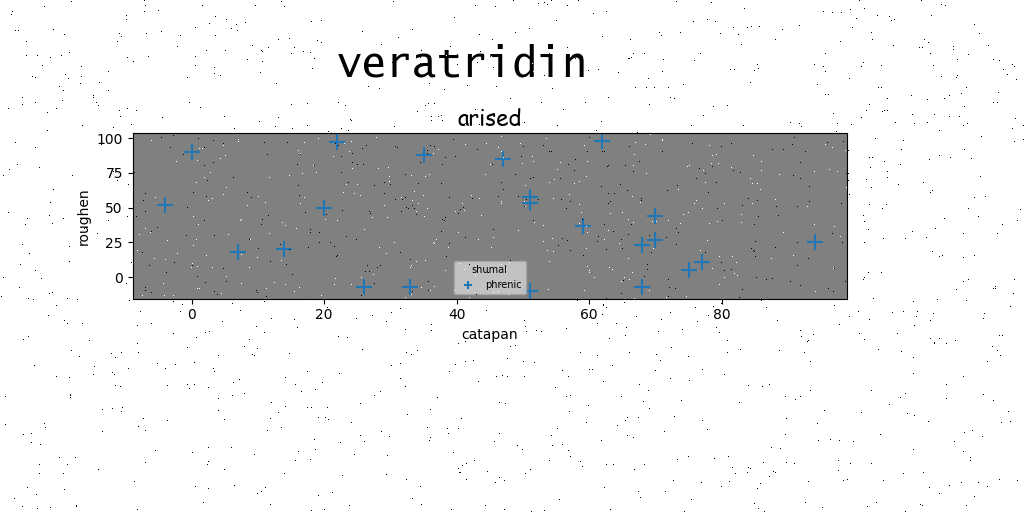 veratridin
arised
100
75
50
25
0
roughen
shumal
phrenic
0 20 40 60 80
catapan